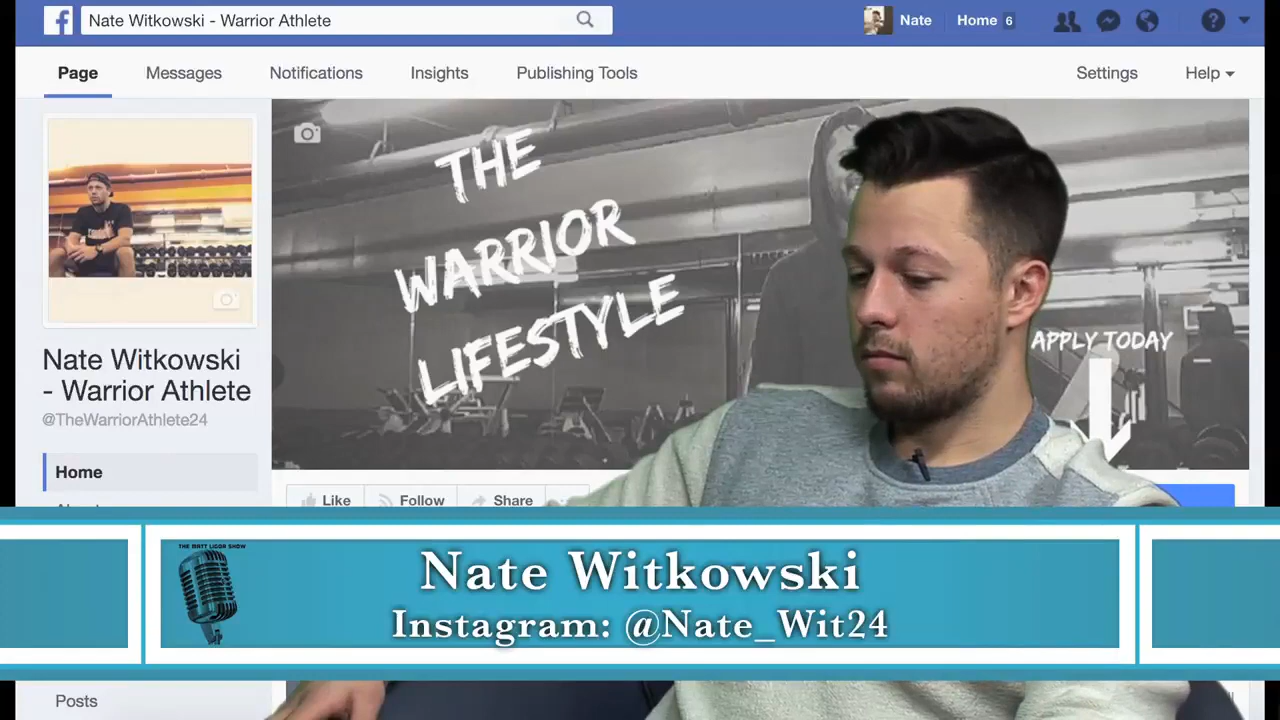 Nate Witkowski - Warrior Athlete
Nate
Home 6
Page
Messages
Notifications
Insights
Publishing Tools
Settings
Help
THE
WARRIOR
LIFESTYLE
APPLY TODAY
Nate Witkowski
- Warrior Athlete
@TheWarriorAthlete24
Home
Like
Follow
Share
THE MATT LIGOR SHOW
Nate Witkowski
Instagram: @Nate_Wit24
Posts